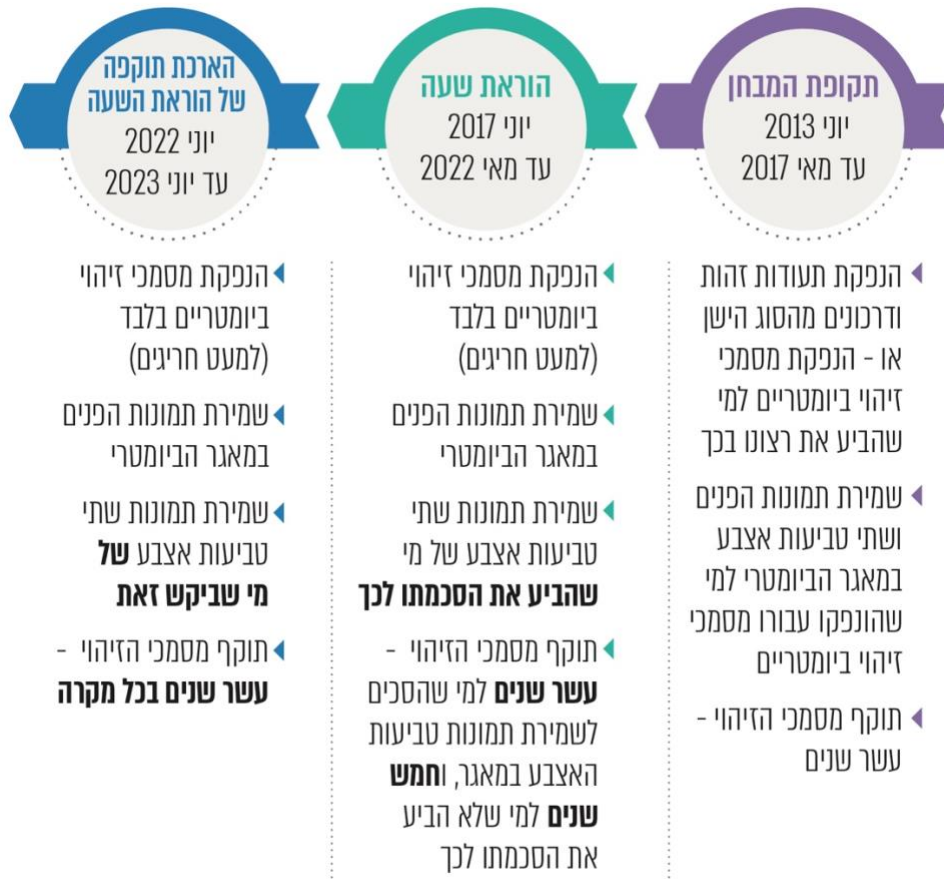 תקופת המבחן
יוני 2013
עד מאי 2017
הנפקת תעודות זהות
ודרכונים מהסוג הישן
או - הנפקת מסמכי
זיהוי ביומטריים למי
שהביע את רצונו בכך
שמירת תמונות הפנים
ושתי טביעות אצבע
במאגר הביומטרי למי
שהונפקו עבורו מסמכי
זיהוי ביומטריים
תוקף מסמכי הזיהוי -
עשר שנים
הוראת שעה
יוני 2017
עד מאי 2022
הנפקת מסמכי זיהוי
ביומטריים בלבד
(למעט חריגים)
שמירת תמונות הפנים
במאגר הביומטרי
שמירת תמונות שתי
טביעות אצבע של מי
שהביע את הסכמתו לכך
תוקף מסמכי הזיהוי -
עשר שנים למי שהסכים
לשמירת תמונות טביעות
האצבע במאגר, וחמש
שנים למי שלא הביע
את הסכמתו לכך
הארכת תוקפה
של הוראת השעה
יוני 2022
עד יוני 2023
הנפקת מסמכי זיהוי
ביומטריים בלבד
(למעט חריגים)
שמירת תמונות הפנים
במאגר הביומטרי
שמירת תמונות שתי
טביעות אצבע של
מי שביקש זאת
תוקף מסמכי הזיהוי -
עשר שנים בכל מקרה